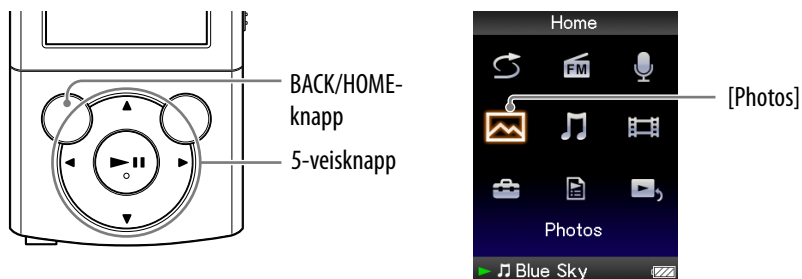 BACK/HOME-
knapp
5-veisknapp
Home
FM
[Photos]
Photos
Blue Sky